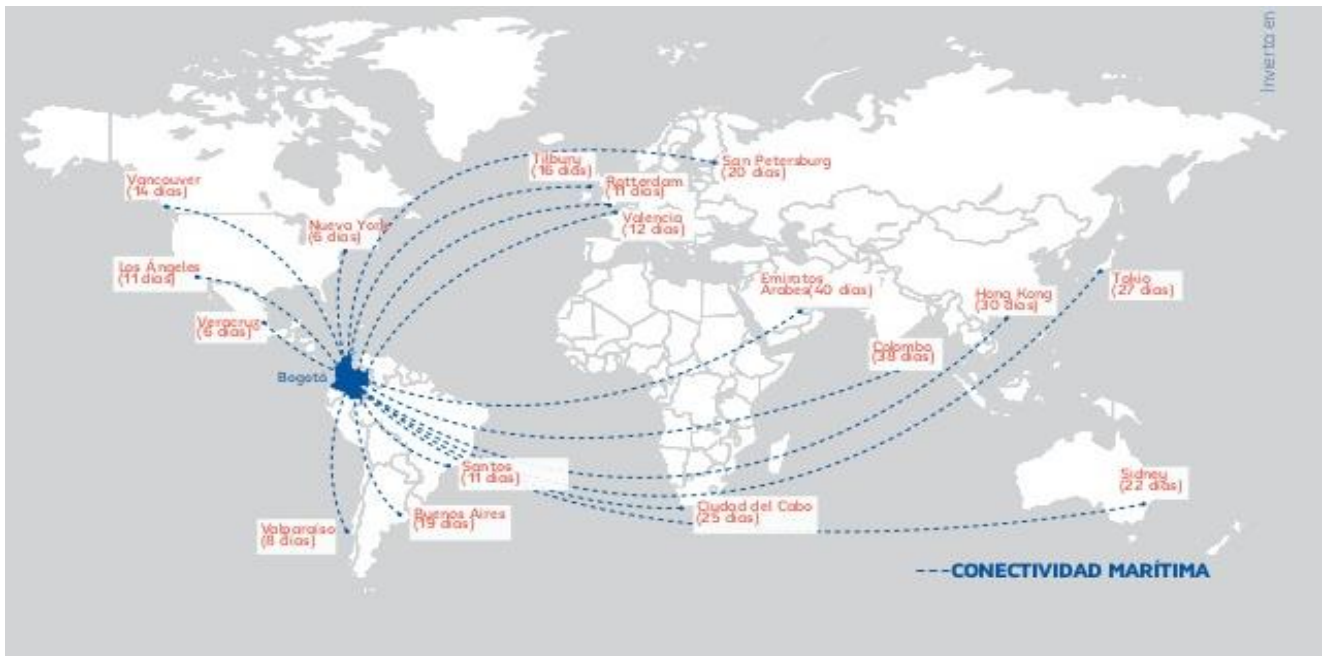 Invierta en
Tilbury
(16 días)
San Petersburg
(20 días)
Vancouver
(14 días)
Rotterdam
(11 días)
Nueva York
(6 días)
Valencia
(12 días)
Los Ángeles
(11 días)
Emiratos
Arabes(40 días)
Hong Kong
(30 días)
Tokio
(27 días)
Veracruz
(6 días)
Colombo
(38 días)
Bogotá
Santos
(11 días)
Sidney
(22 días)
Buenos Aires
(19 días)
Ciudad del Cabo
(25 días)
Valparaíso
(8 días)
---CONECTIVIDAD MARÍTIMA